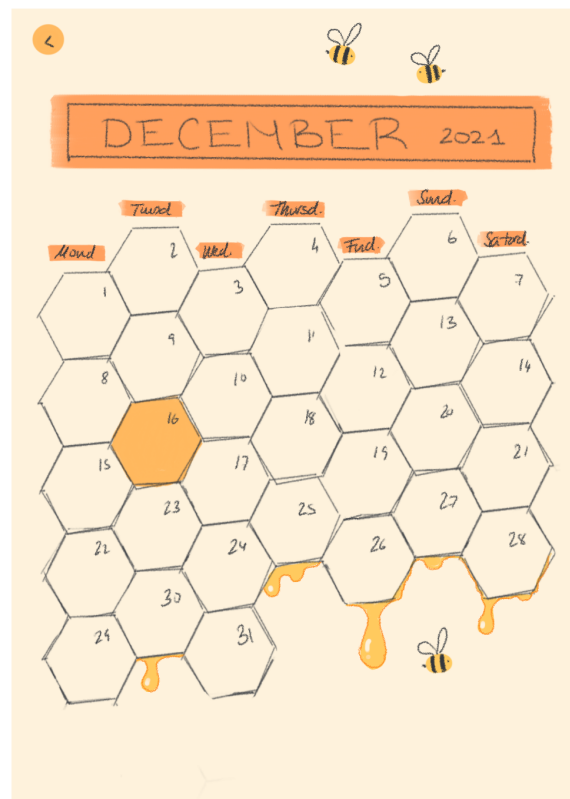 <
DECEMBER 2021
Mond Tuesd Wed. Thursd. Frid. Sund. Saturd.
1 2 3 4 5 6 7
8 9 10 11 12 13 14
15 16 17 18 19 20 21
22 23 24 25 26 27 28
29 30 31